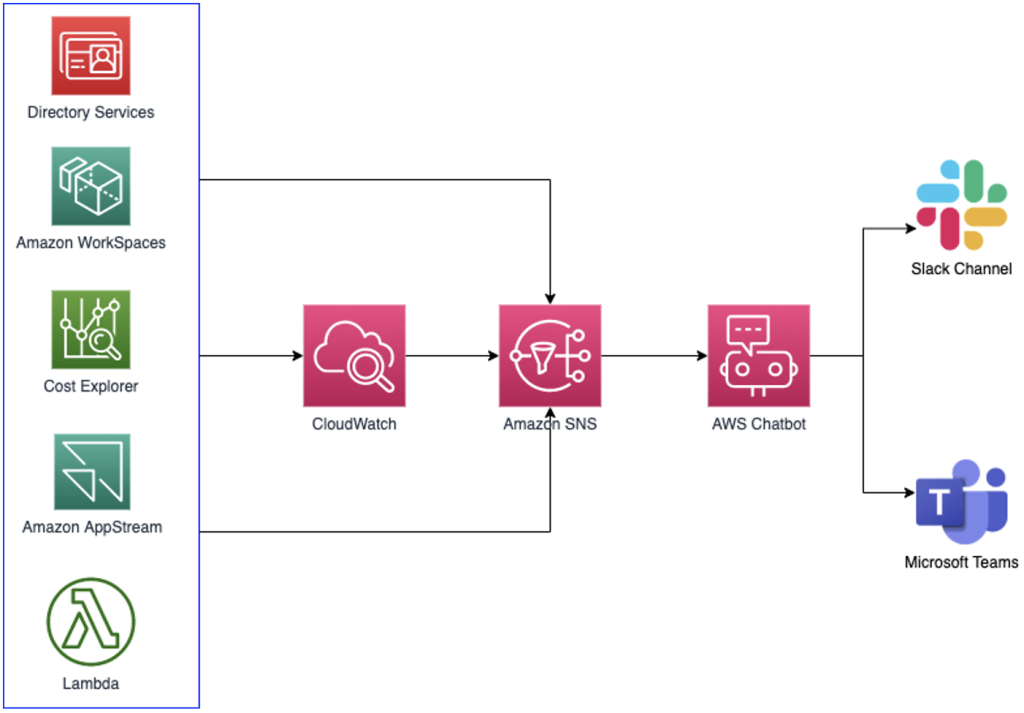 Directory Services
Amazon WorkSpaces
Cost Explorer
Amazon AppStream
Lambda
CloudWatch
Amazon SNS
AWS Chatbot
Slack Channel
T
Microsoft Teams